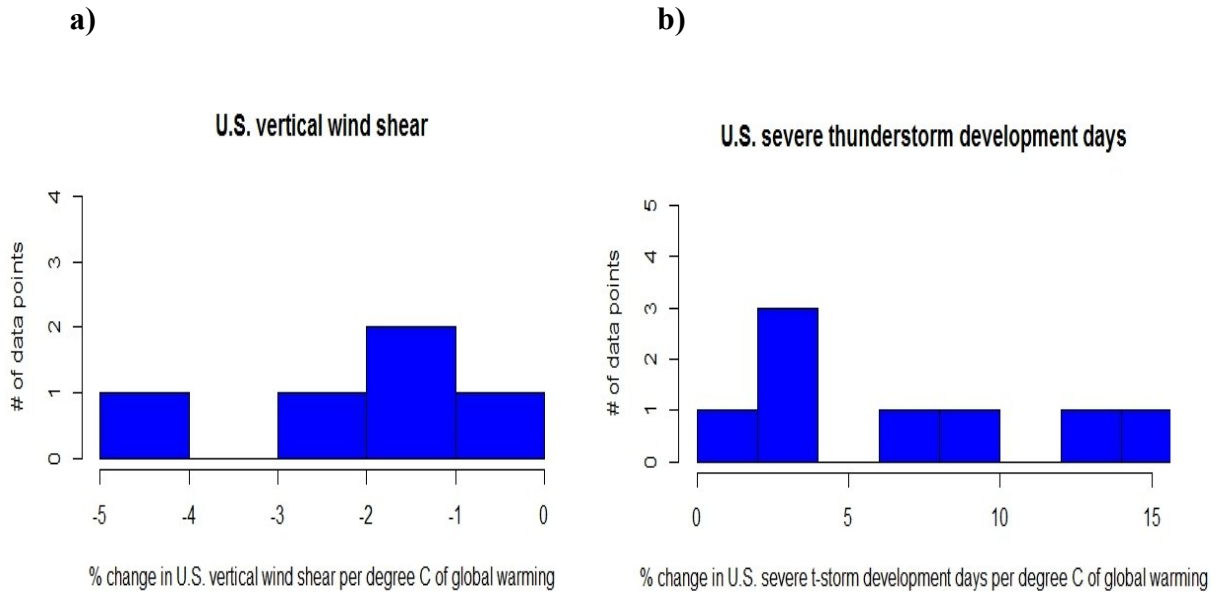 a)
b)
U.S. vertical wind shear
4
3
2
1
0
# of data points
-5 -4 -3 -2 -1 0
% change in U.S. vertical wind shear per degree C of global warming
U.S. severe thunderstorm development days
5
4
3
2
1
0
# of data points
0 5 10 15
% change in U.S. severe t-storm development days per degree C of global warming